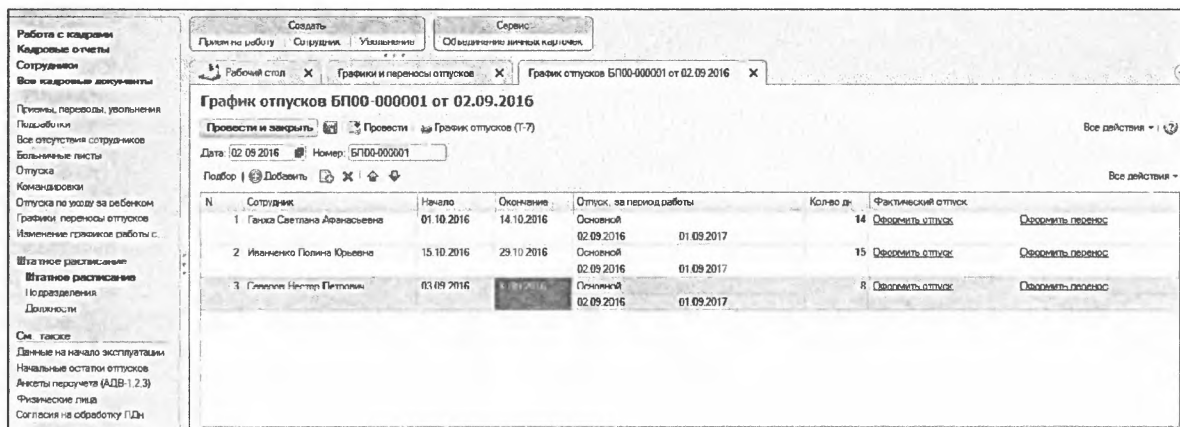 Работа с кадрами
Кадровые отчеты
Сотрудники
Все кадровые документы
Приемы, переводы, увольнения
Подработки
Все отсутствия сотрудников
Больничные листы
Отпуска
Командировки
Отпуска по уходу за ребенком
Графики, переносы отпусков
Изменение графиков работы с...
Штатное расписание
Штатное расписание
Подразделения
Должности
См. также
Данные на начало эксплуатации
Начальные остатки отпусков
Анкеты персучета (АДВ-1,2,3)
Физические лица
Согласия на обработку ПДн
Создать
Прием на работу Сотрудник Увольнение
Сервис
Объединение личных карточек
Рабочий стол Графики и переносы отпусков График отпусков БП00-000001 от 02.09.2016
График отпусков БП00-000001 от 02.09.2016
Провести и закрыть Провести График отпусков (Т-7) Все действия
Дата: 02.09.2016 Номер: БП00-000001
Подбор Добавить Все действия
N Сотрудник Начало Окончание Отпуск, за период работы Кол-во дн Фактический отпуск
1 Ганжа Светлана Афанасьевна 01.10.2016 14.10.2016 Основной 14 Оформить отпуск Оформить перенос
02.09.2016 01.09.2017
2 Иванченко Полина Юрьевна 15.10.2016 29.10.2016 Основной 15 Оформить отпуск Оформить перенос
02.09.2016 01.09.2017
3 Нестор Петрович 03.09.2016 Основной 8 Оформить отпуск Оформить перенос
02.09.2016 01.09.2017